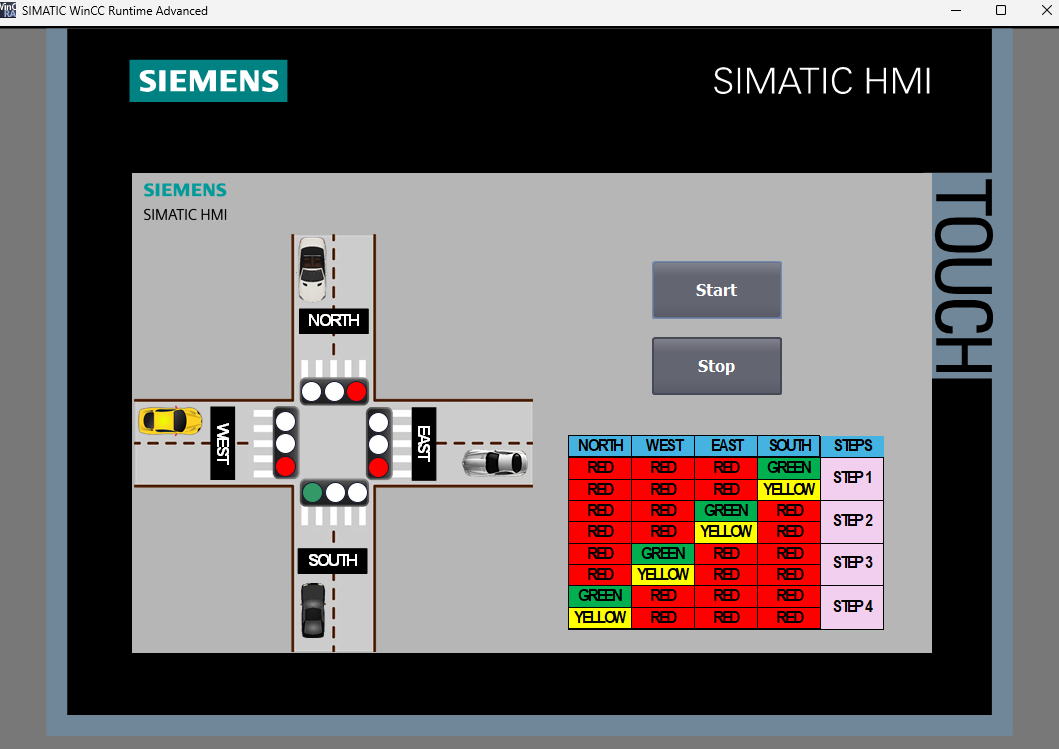 SIMATIC WinCC Runtime Advanced
SIEMENS
SIMATIC HMI
TOUCH
SIEMENS
SIMATIC HMI
NORTH
WEST
EAST
SOUTH
Start
Stop
NORTH WEST EAST SOUTH STEPS
RED RED RED GREEN STEP 1
RED RED RED YELLOW
RED RED GREEN RED STEP 2
RED RED YELLOW RED
RED GREEN RED RED STEP 3
RED YELLOW RED RED
GREEN RED RED RED STEP 4
YELLOW RED RED RED